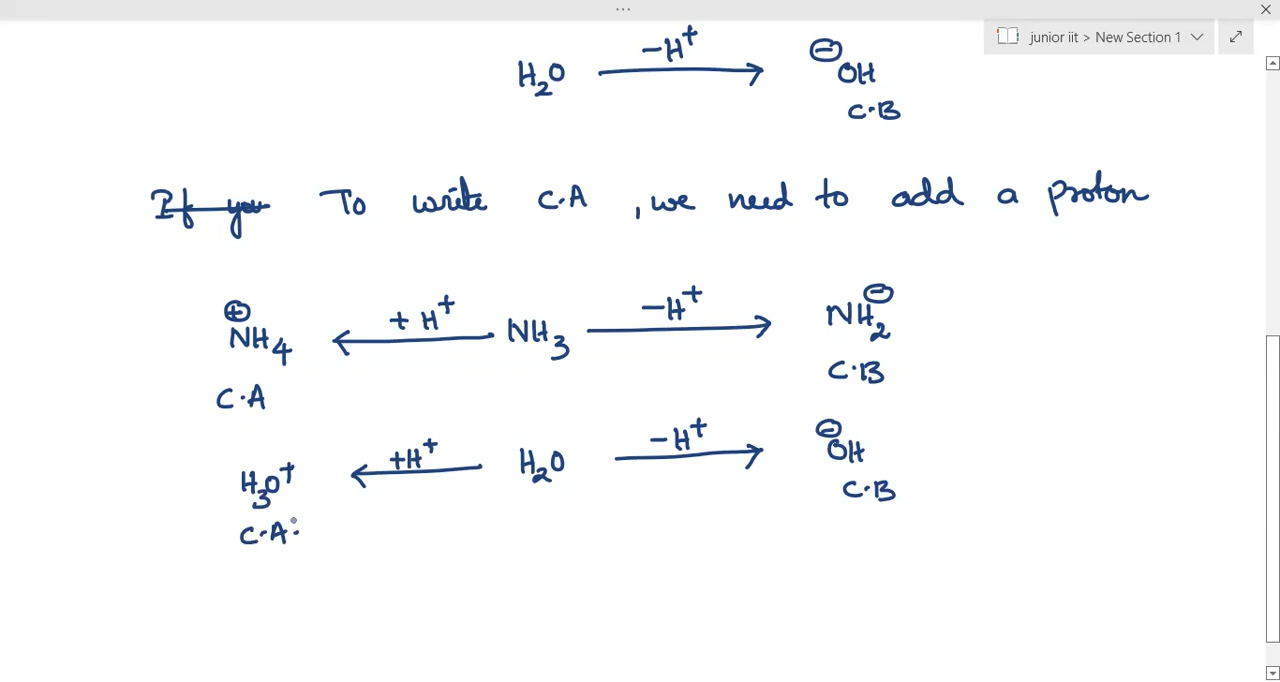 ...
junior iit > New Section 1
H₂O —H⁺→ ⊖OH
C·B
If you To write C.A , we need to add a proton
⊕NH₄ ←+ H⁺ NH₃ —H⁺→ NH₂⊖
C·A C·B
H₃O⁺ ←+H⁺ H₂O —H⁺→ ⊖OH
C·A: C·B